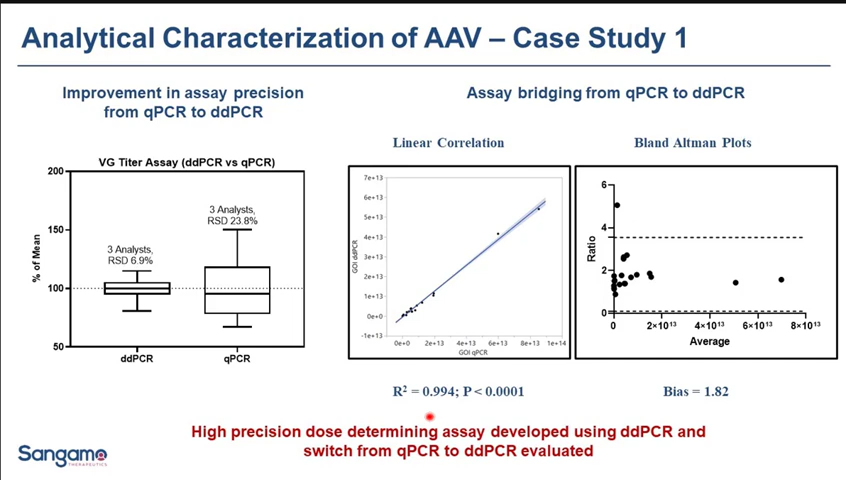 Analytical Characterization of AAV – Case Study 1
Improvement in assay precision
from qPCR to ddPCR
Assay bridging from qPCR to ddPCR
Linear Correlation
Bland Altman Plots
VG Titer Assay (ddPCR vs qPCR)
200
150
100
50
% of Mean
3 Analysts,
RSD 6.9%
3 Analysts,
RSD 23.8%
ddPCR
qPCR
7e+13
6e+13
5e+13
4e+13
3e+13
2e+13
1e+13
0e+0
-1e+13
GOI ddPCR
0e+0
2e+13
4e+13
6e+13
8e+13
1e+14
GOI qPCR
6
4
2
0
Ratio
0
2×10¹³
4×10¹³
6×10¹³
8×10¹³
Average
R² = 0.994; P < 0.0001
Bias = 1.82
High precision dose determining assay developed using ddPCR and
switch from qPCR to ddPCR evaluated
Sangamo
THERAPEUTICS